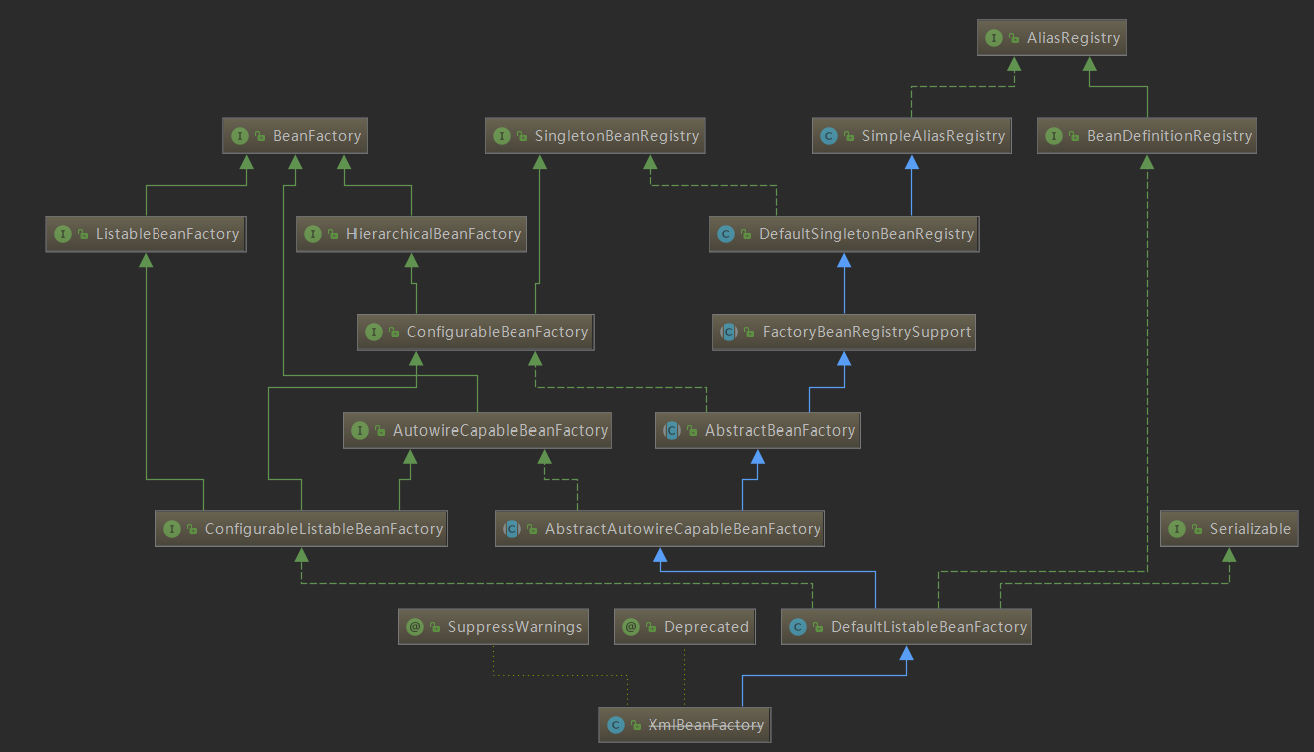 I AliasRegistry
I BeanFactory
I SingletonBeanRegistry
C SimpleAliasRegistry
I BeanDefinitionRegistry
I ListableBeanFactory
I HierarchicalBeanFactory
C DefaultSingletonBeanRegistry
I ConfigurableBeanFactory
C FactoryBeanRegistrySupport
I AutowireCapableBeanFactory
C AbstractBeanFactory
I ConfigurableListableBeanFactory
C AbstractAutowireCapableBeanFactory
I Serializable
@ SuppressWarnings
@ Deprecated
C DefaultListableBeanFactory
C XmlBeanFactory